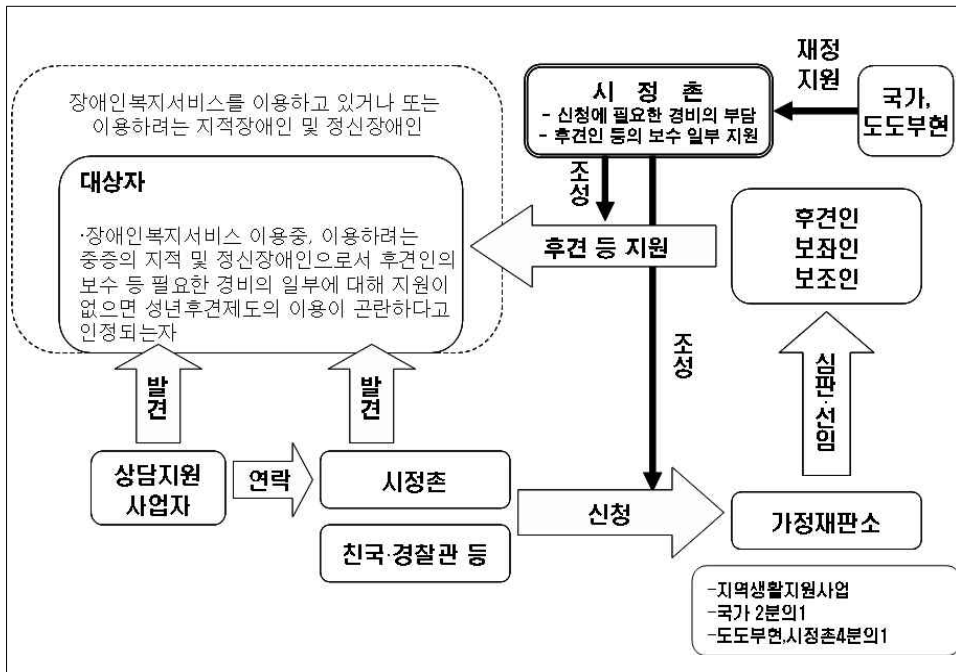 장애인복지서비스를 이용하고 있거나 또는
이용하려는 지적장애인 및 정신장애인
대상자
·장애인복지서비스 이용중, 이용하려는
중증의 지적 및 정신장애인으로서 후견인의
보수 등 필요한 경비의 일부에 대해 지원이
없으면 성년후견제도의 이용이 곤란하다고
인정되는자
시 정 촌
- 신청에 필요한 경비의 부담
- 후견인 등의 보수 일부 지원
재정
지원
국가,
도도부현
조성
후견 등 지원
후견인
보좌인
보조인
조성
심판·선임
발견
발견
상담지원
사업자
연락
시정촌
친국·경찰관 등
신청
가정재판소
-지역생활지원사업
-국가 2분의1
-도도부현,시정촌4분의1